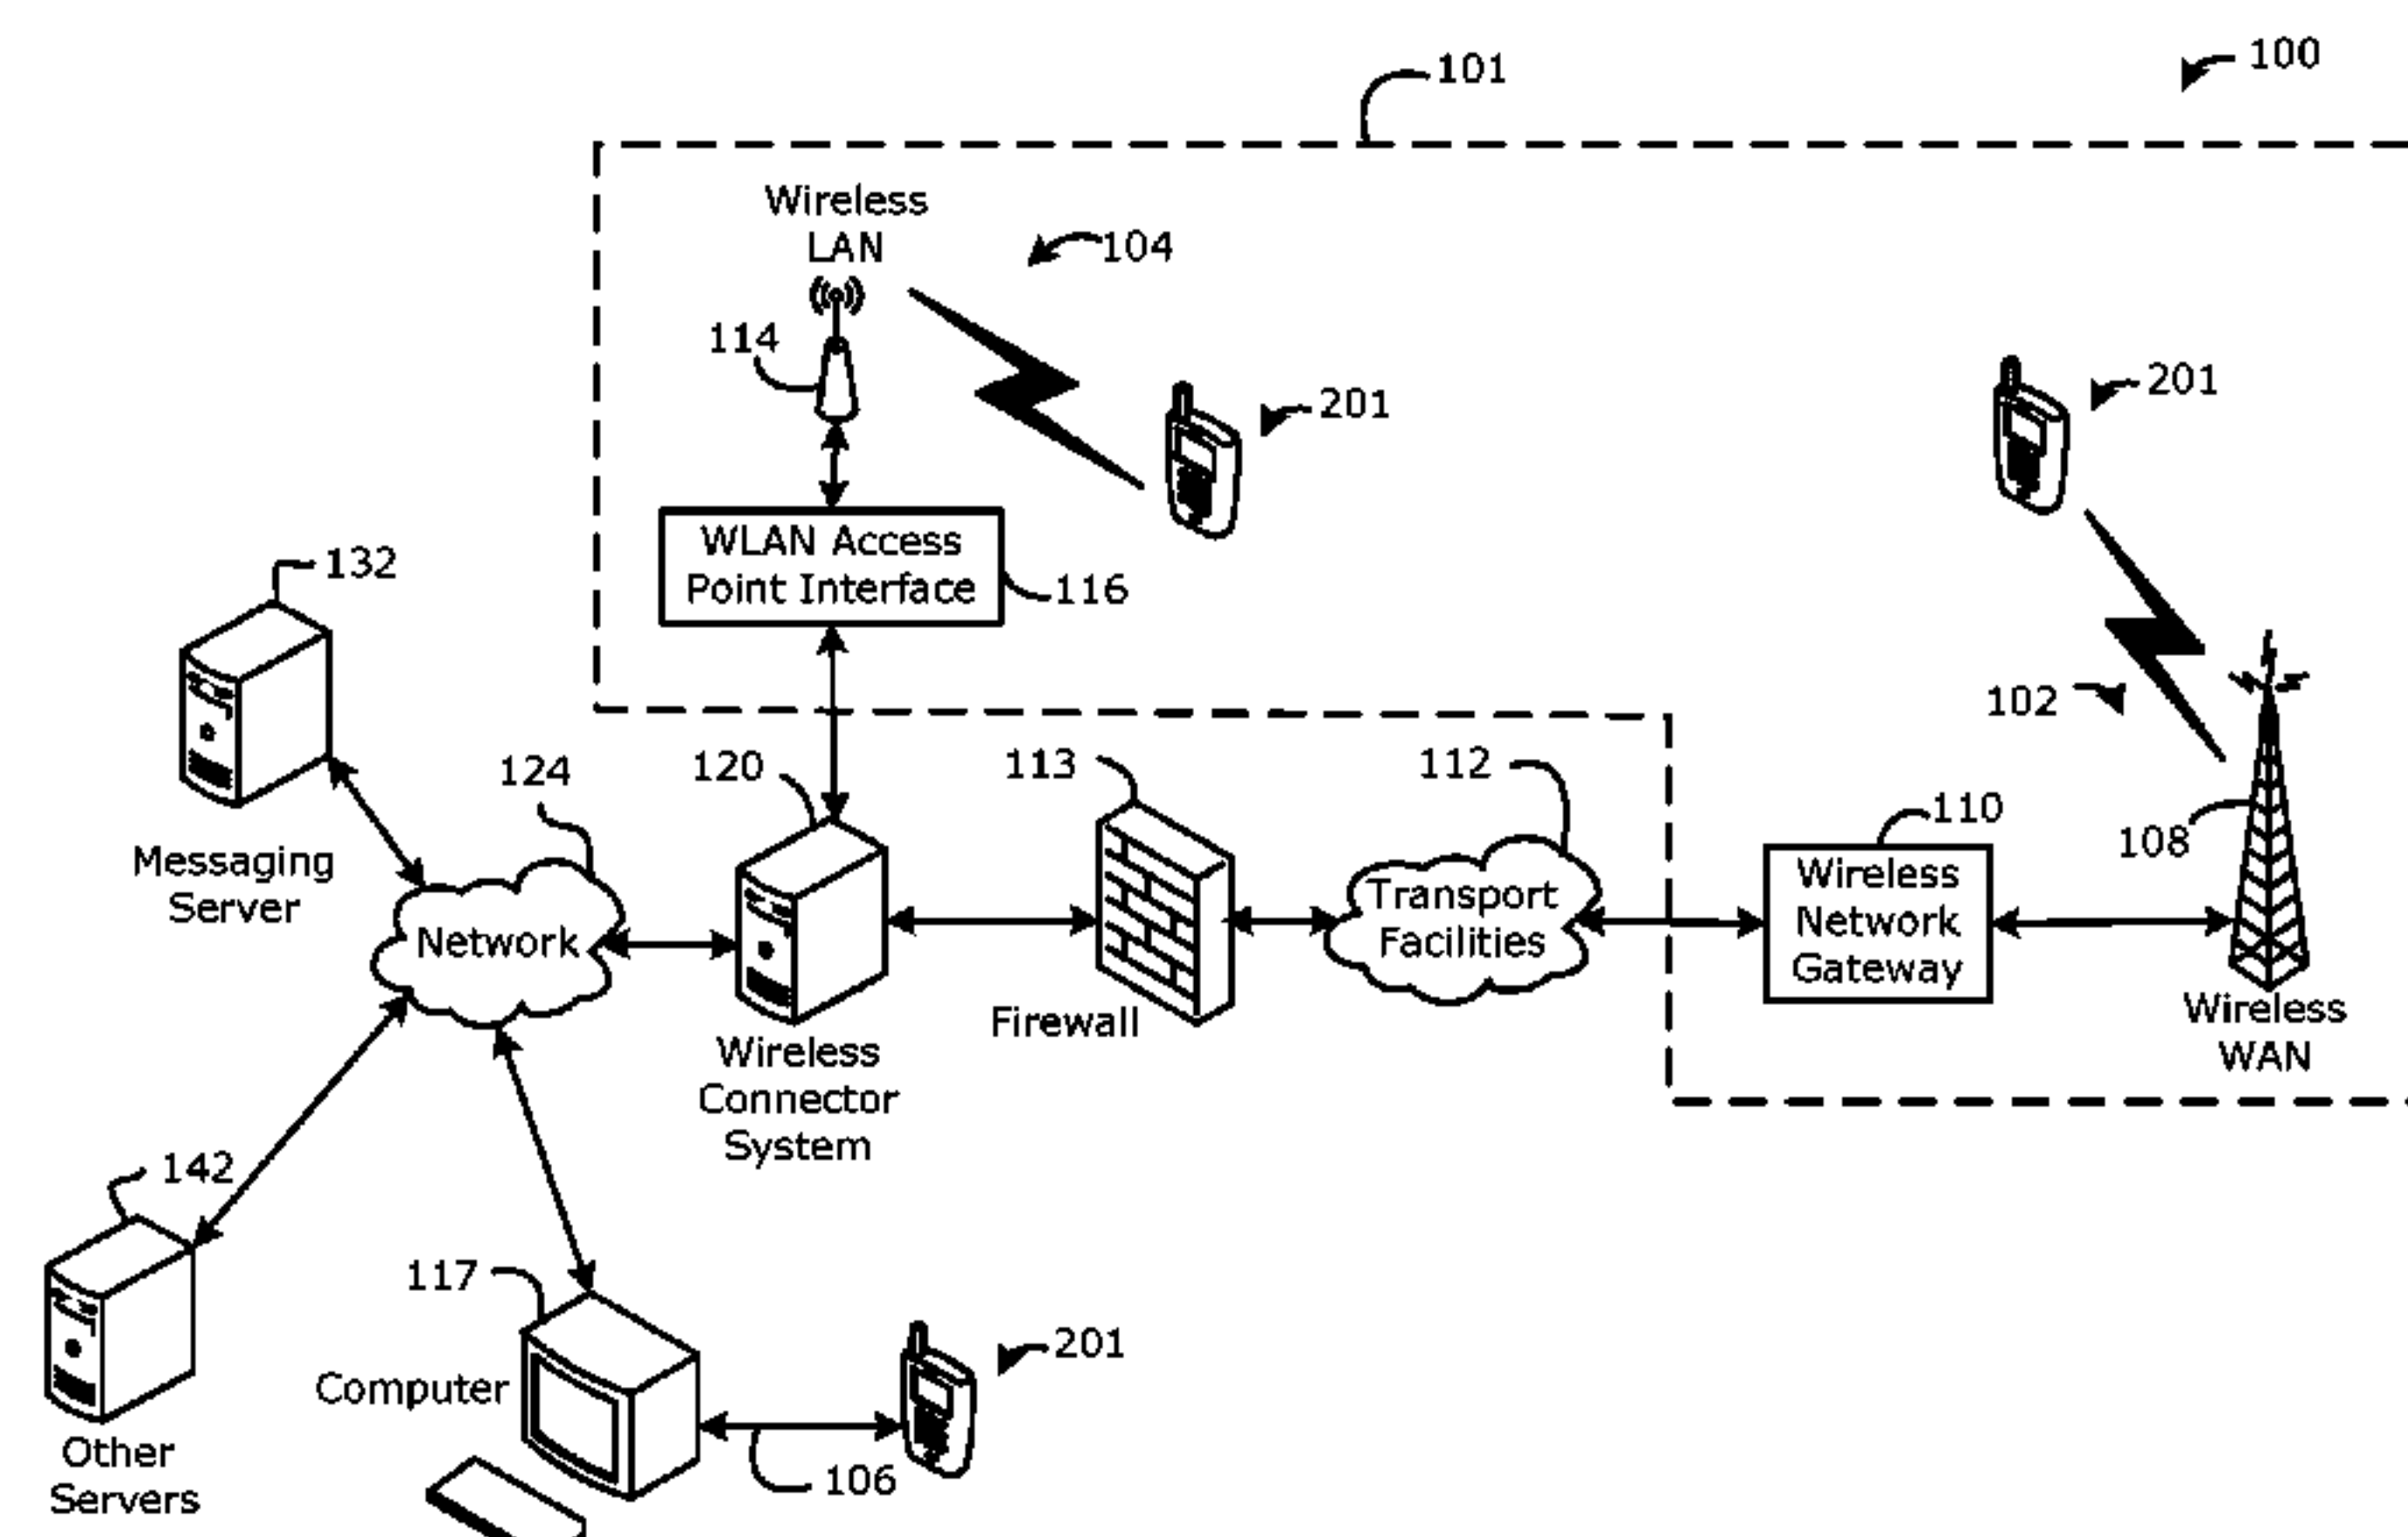 100
101
Wireless
LAN
104
114
201
201
WLAN Access
Point Interface
116
132
102
124
120
113
112
110
108
Messaging
Server
Network
Transport
Facilities
Wireless
Network
Gateway
Firewall
Wireless
WAN
Wireless
Connector
System
142
117
201
Computer
106
Other
Servers